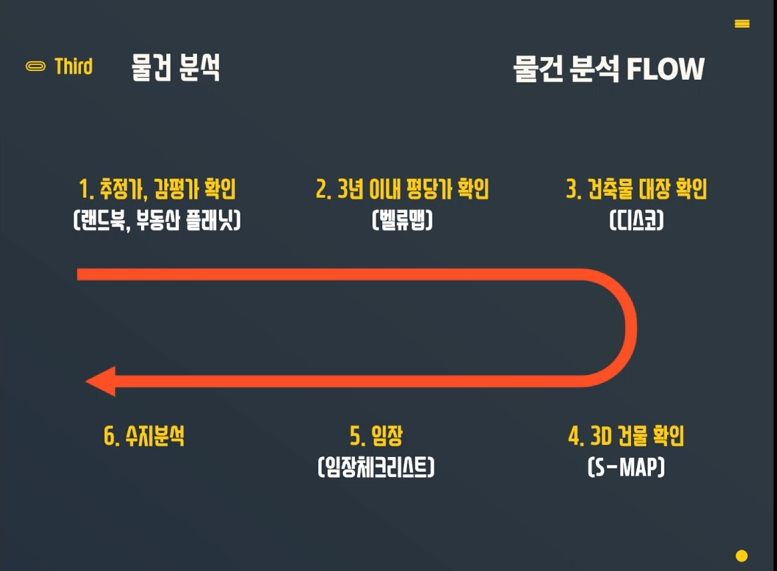 Third 물건 분석
물건 분석 FLOW
1. 추정가, 감평가 확인
(랜드북, 부동산 플래닛)
2. 3년 이내 평당가 확인
(벨류맵)
3. 건축물 대장 확인
(디스코)
4. 3D 건물 확인
(S-MAP)
5. 임장
(임장체크리스트)
6. 수지분석